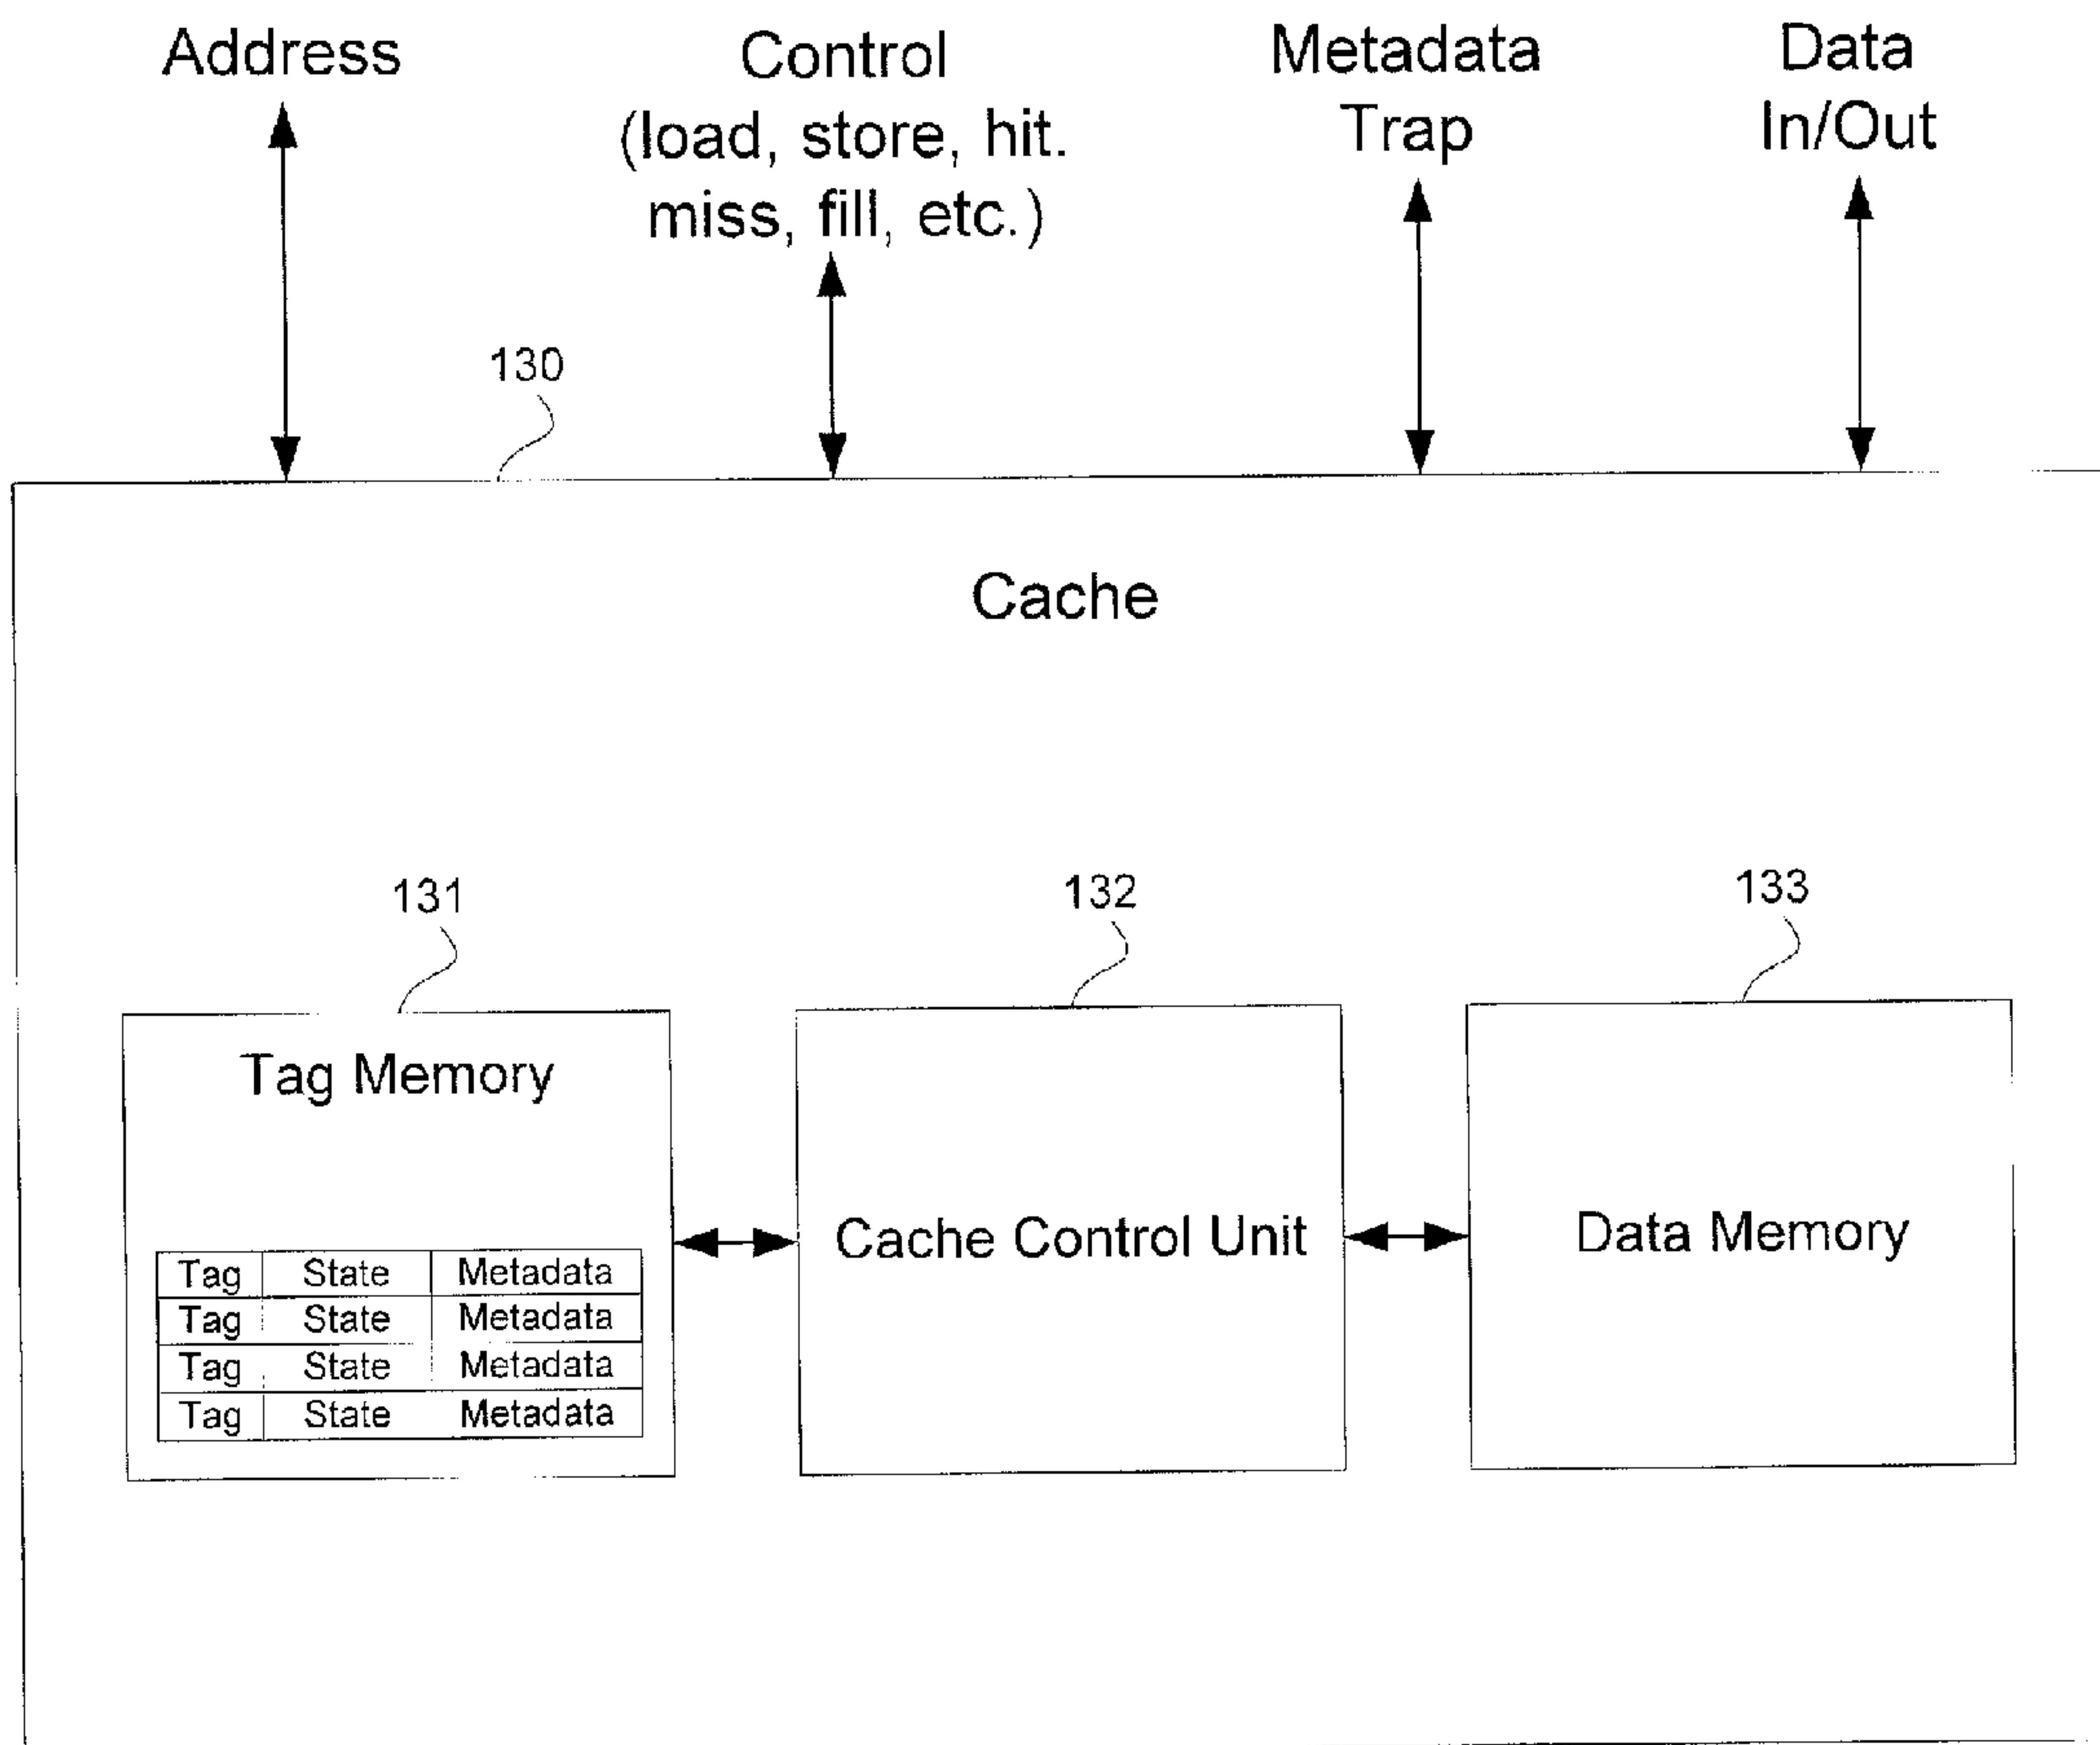 Address
Control
(load, store, hit.
miss, fill, etc.)
Metadata
Trap
Data
In/Out
130
Cache
131
132
133
Tag Memory
Cache Control Unit
Data Memory
Tag State Metadata
Tag State Metadata
Tag State Metadata
Tag State Metadata